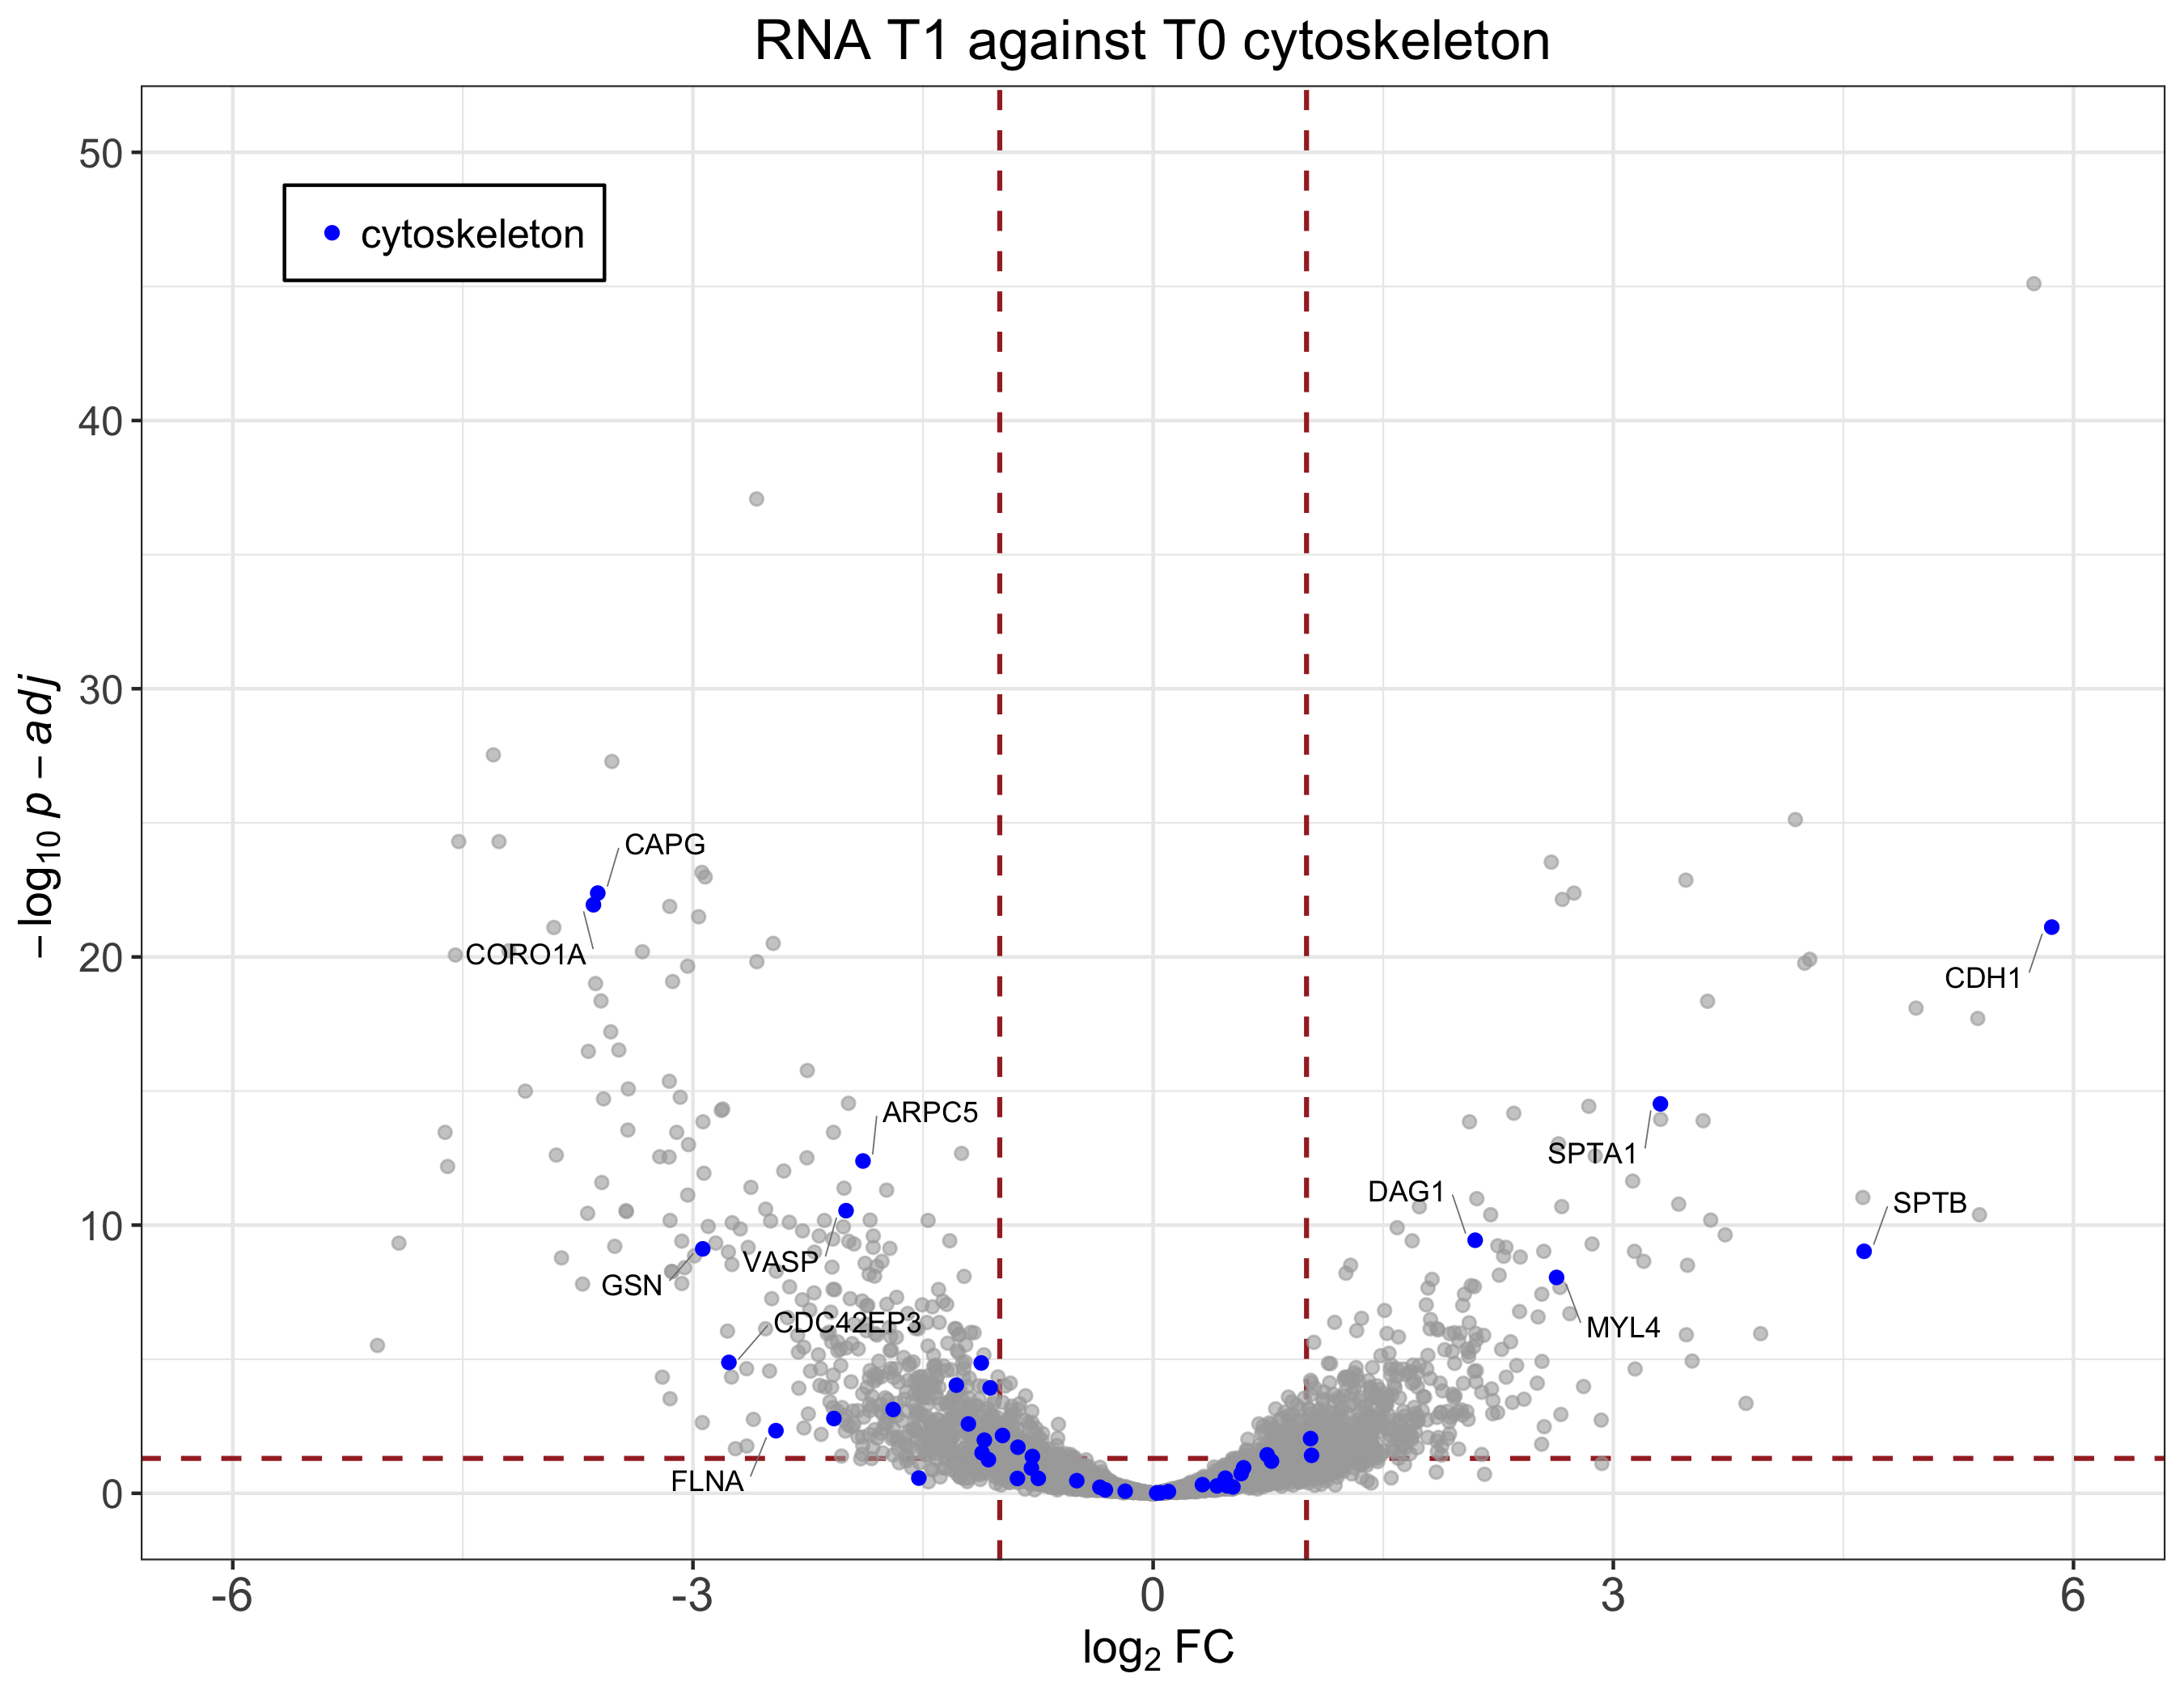 RNA T1 against T0 cytoskeleton
50
cytoskeleton
40
30
CAPG
CORO1A
20
CDH1
ARPC5
SPTA1
DAG1
SPTB
10
VASP
GSN
CDC42EP3
MYL4
FLNA
0
-6 -3 0 3 6
log2 FC
−log10 p − adj